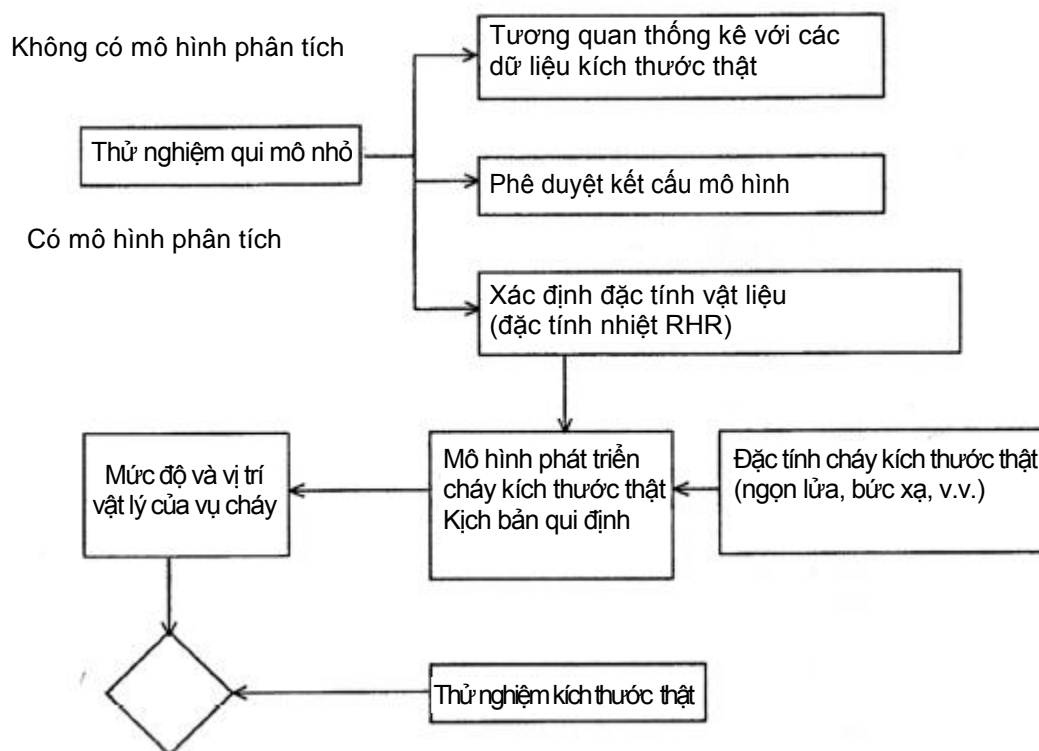 Không có mô hình phân tích
Tương quan thống kê với các
dữ liệu kích thước thật
Thử nghiệm qui mô nhỏ
Phê duyệt kết cấu mô hình
Có mô hình phân tích
Xác định đặc tính vật liệu
(đặc tính nhiệt RHR)
Mức độ và vị trí
vật lý của vụ cháy
Mô hình phát triển
cháy kích thước thật
Kịch bản qui định
Đặc tính cháy kích thước thật
(ngọn lửa, bức xạ, v.v.)
Thử nghiệm kích thước thật